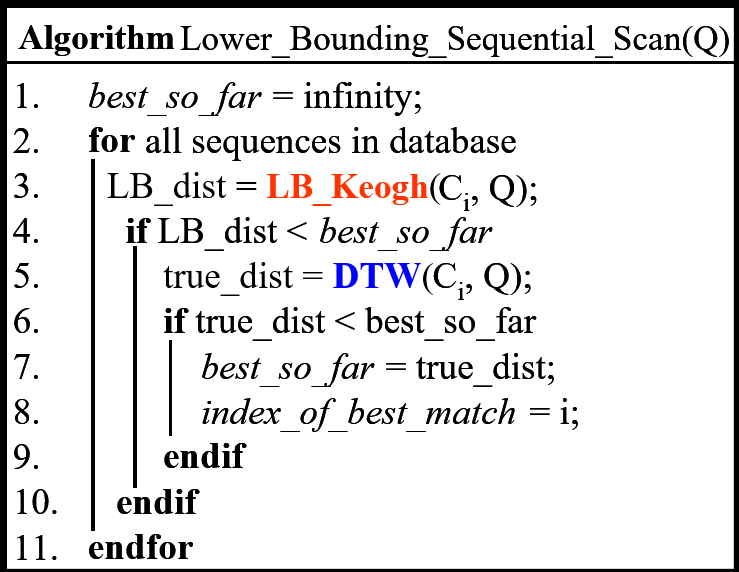 Algorithm Lower_Bounding_Sequential_Scan(Q)
1. best_so_far = infinity;
2. for all sequences in database
3. LB_dist = LB_Keogh(Ci, Q);
4. if LB_dist < best_so_far
5. true_dist = DTW(Ci, Q);
6. if true_dist < best_so_far
7. best_so_far = true_dist;
8. index_of_best_match = i;
9. endif
10. endif
11. endfor